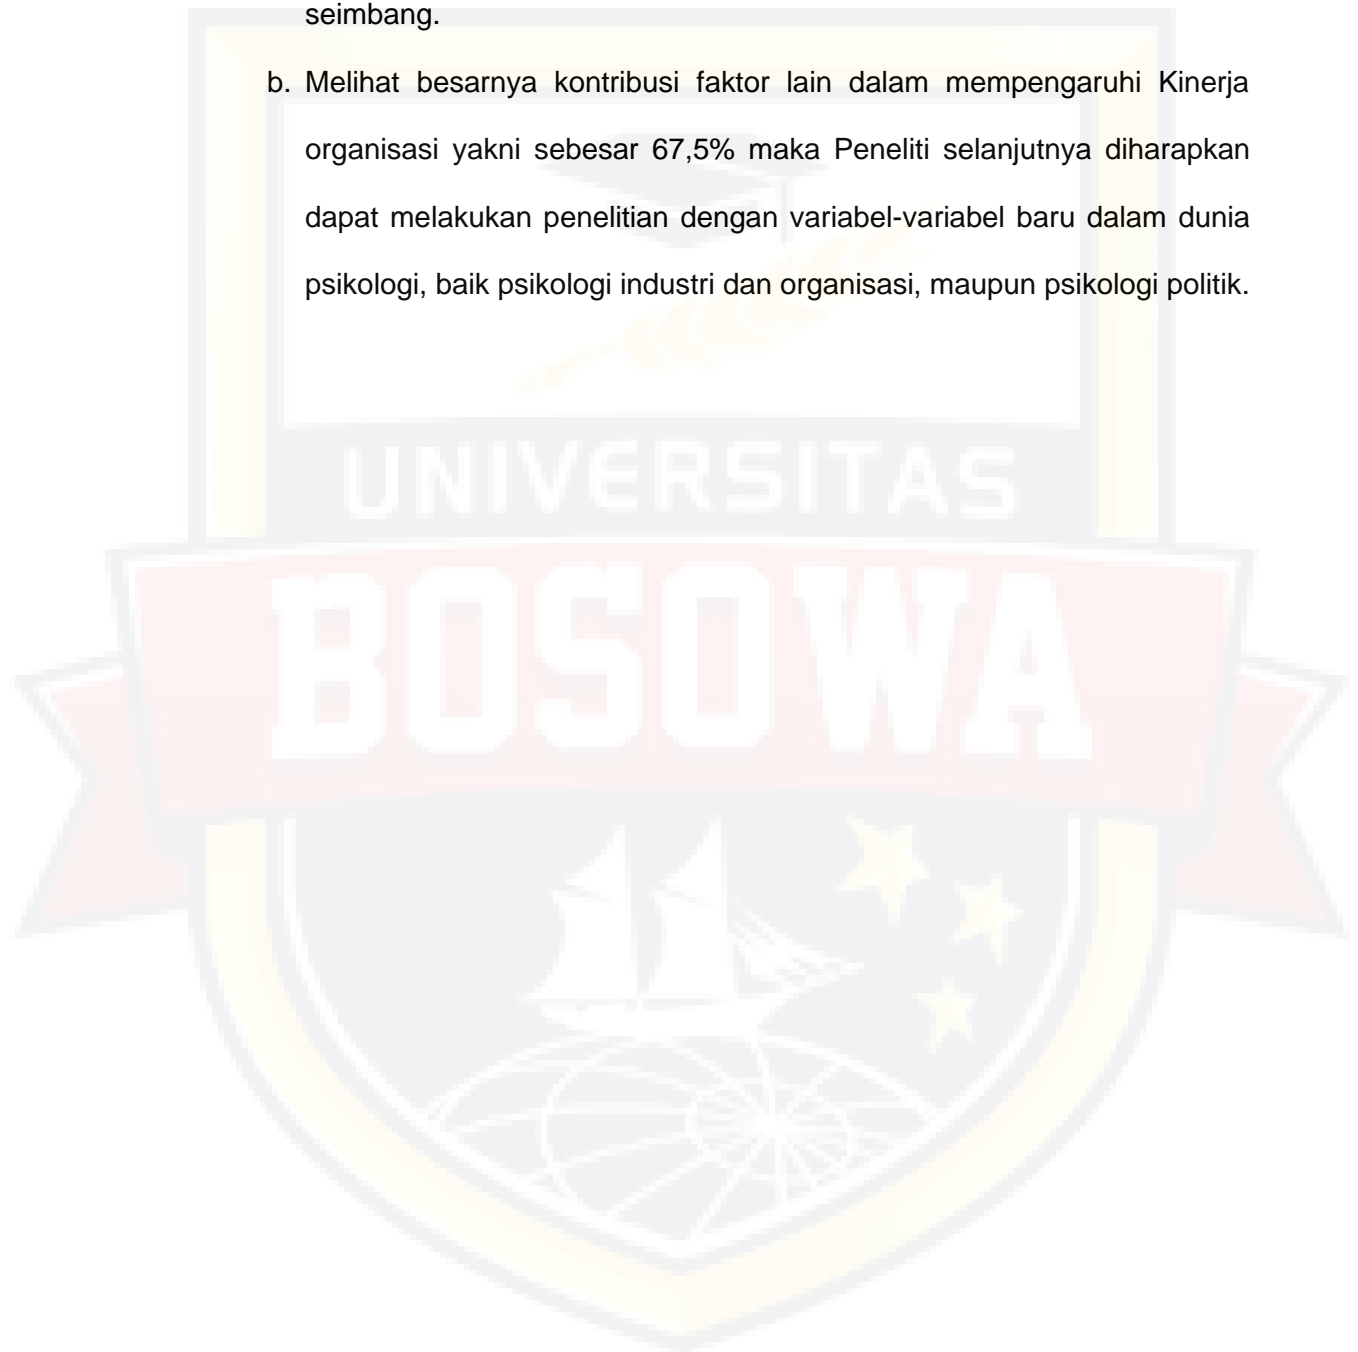 seimbang.
b. Melihat besarnya kontribusi faktor lain dalam mempengaruhi Kinerja
organisasi yakni sebesar 67,5% maka Peneliti selanjutnya diharapkan
dapat melakukan penelitian dengan variabel-variabel baru dalam dunia
psikologi, baik psikologi industri dan organisasi, maupun psikologi politik.
UNIVERSITAS
BOSOWA